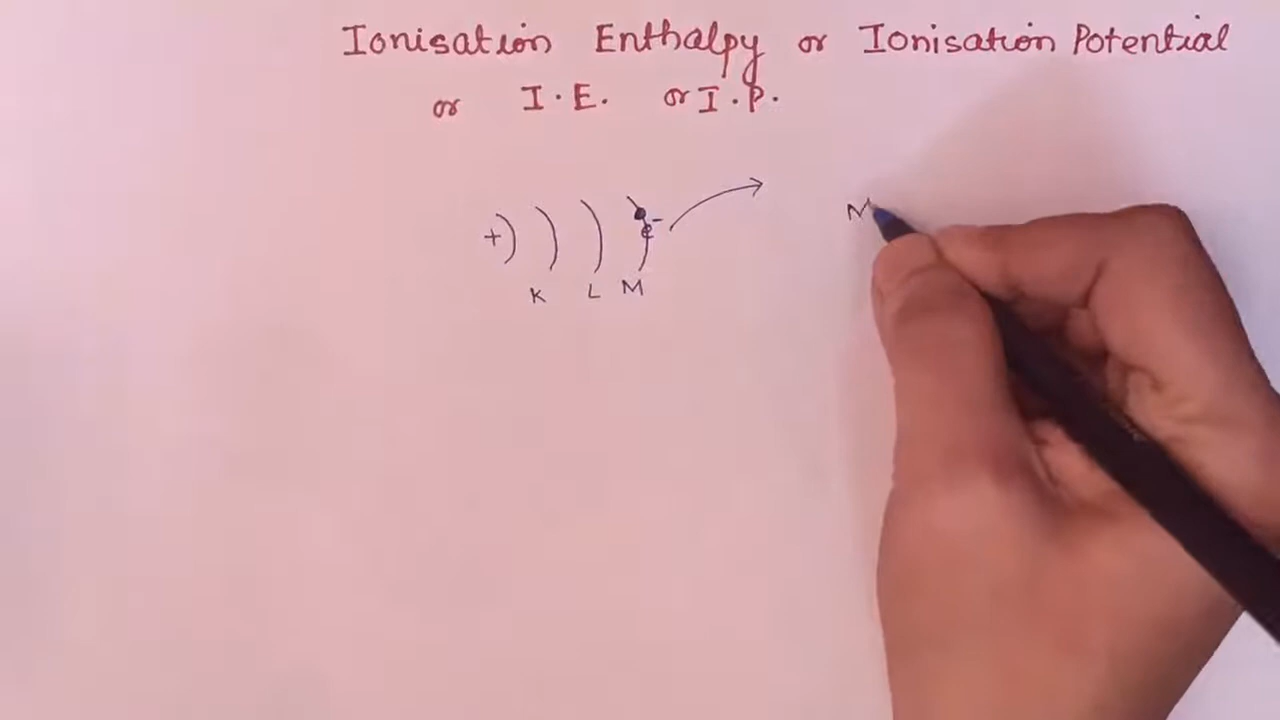 Ionisation Enthalpy or Ionisation Potential
or I.E. or I.P.
+ e⁻ M
K L M